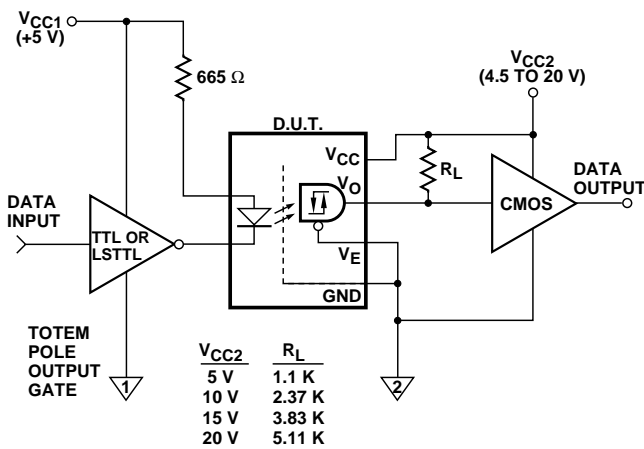 VCC1
(+5 V)
665 Ω
D.U.T.
VCC2
(4.5 TO 20 V)
VCC
RL
VO
DATA
INPUT
TTL OR
LSTTL
CMOS
DATA
OUTPUT
VE
GND
TOTEM
POLE
OUTPUT
GATE
1
2
VCC2 RL
5 V 1.1 K
10 V 2.37 K
15 V 3.83 K
20 V 5.11 K